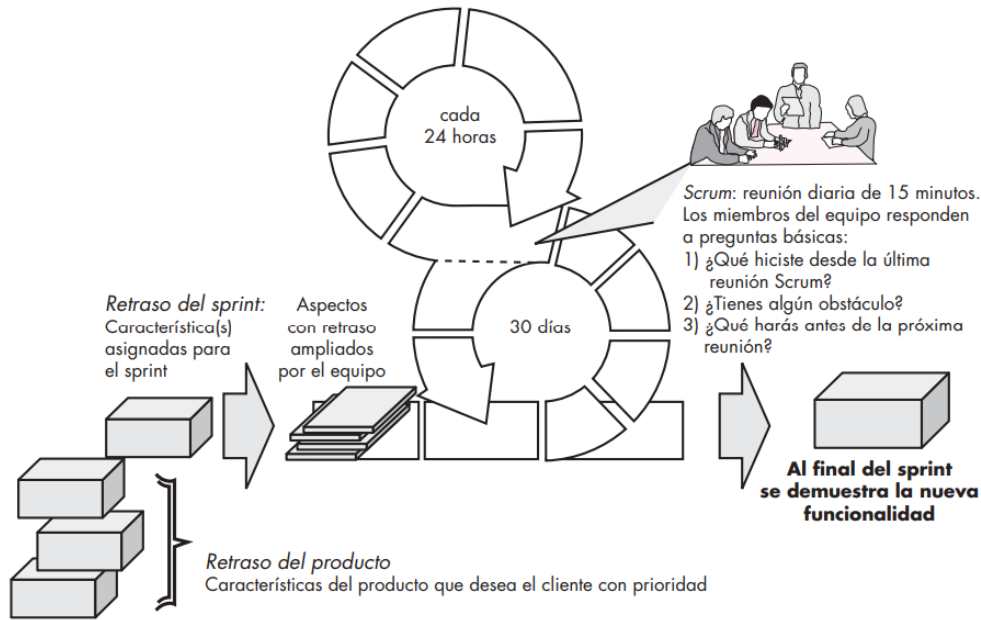 cada
24 horas
Scrum: reunión diaria de 15 minutos.
Los miembros del equipo responden
a preguntas básicas:
1) ¿Qué hiciste desde la última
reunión Scrum?
2) ¿Tienes algún obstáculo?
3) ¿Qué harás antes de la próxima
reunión?
Retraso del sprint:
Característica(s)
asignadas para
el sprint
Aspectos
con retraso
ampliados
por el equipo
30 días
Al final del sprint
se demuestra la nueva
funcionalidad
Retraso del producto
Características del producto que desea el cliente con prioridad